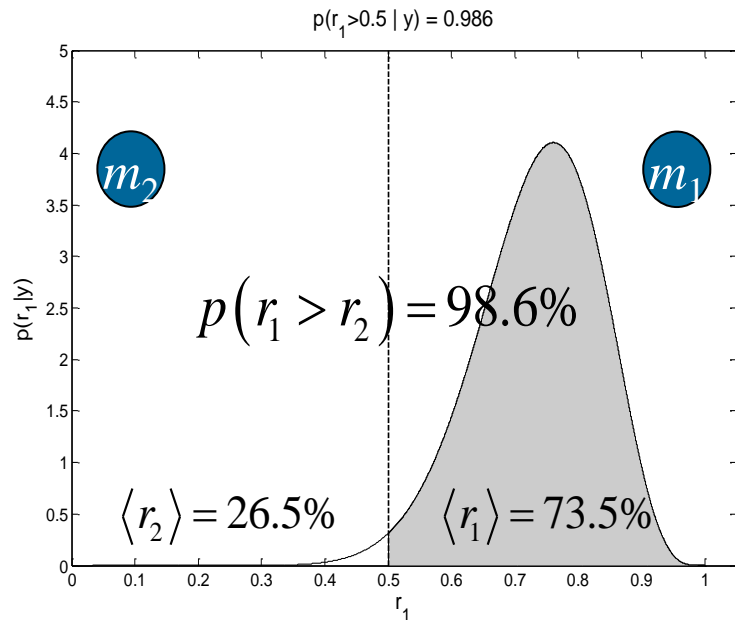 p(r₁>0.5 | y) = 0.986
5
4.5
4
3.5
3
2.5
2
1.5
1
0.5
0
p(r₁|y)
m₂
m₁
p(r₁ > r₂) = 98.6%
⟨r₂⟩ = 26.5%
⟨r₁⟩ = 73.5%
0 0.1 0.2 0.3 0.4 0.5 0.6 0.7 0.8 0.9 1
r₁